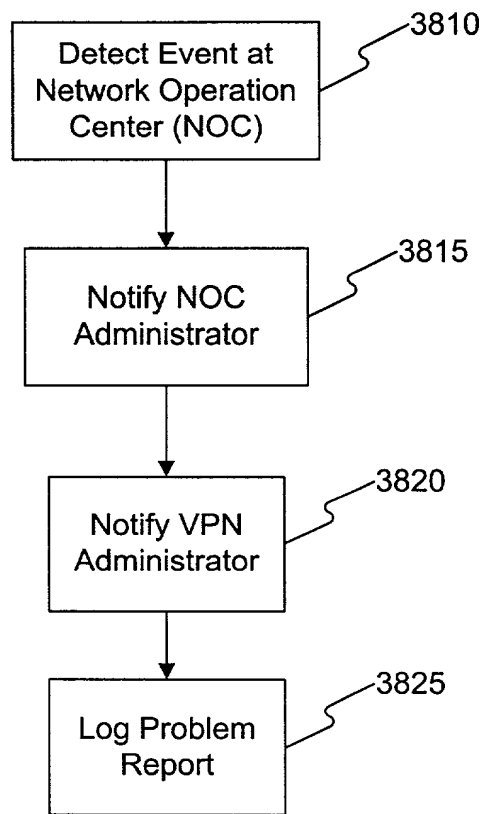 3810
Detect Event at
Network Operation
Center (NOC)
3815
Notify NOC
Administrator
3820
Notify VPN
Administrator
3825
Log Problem
Report